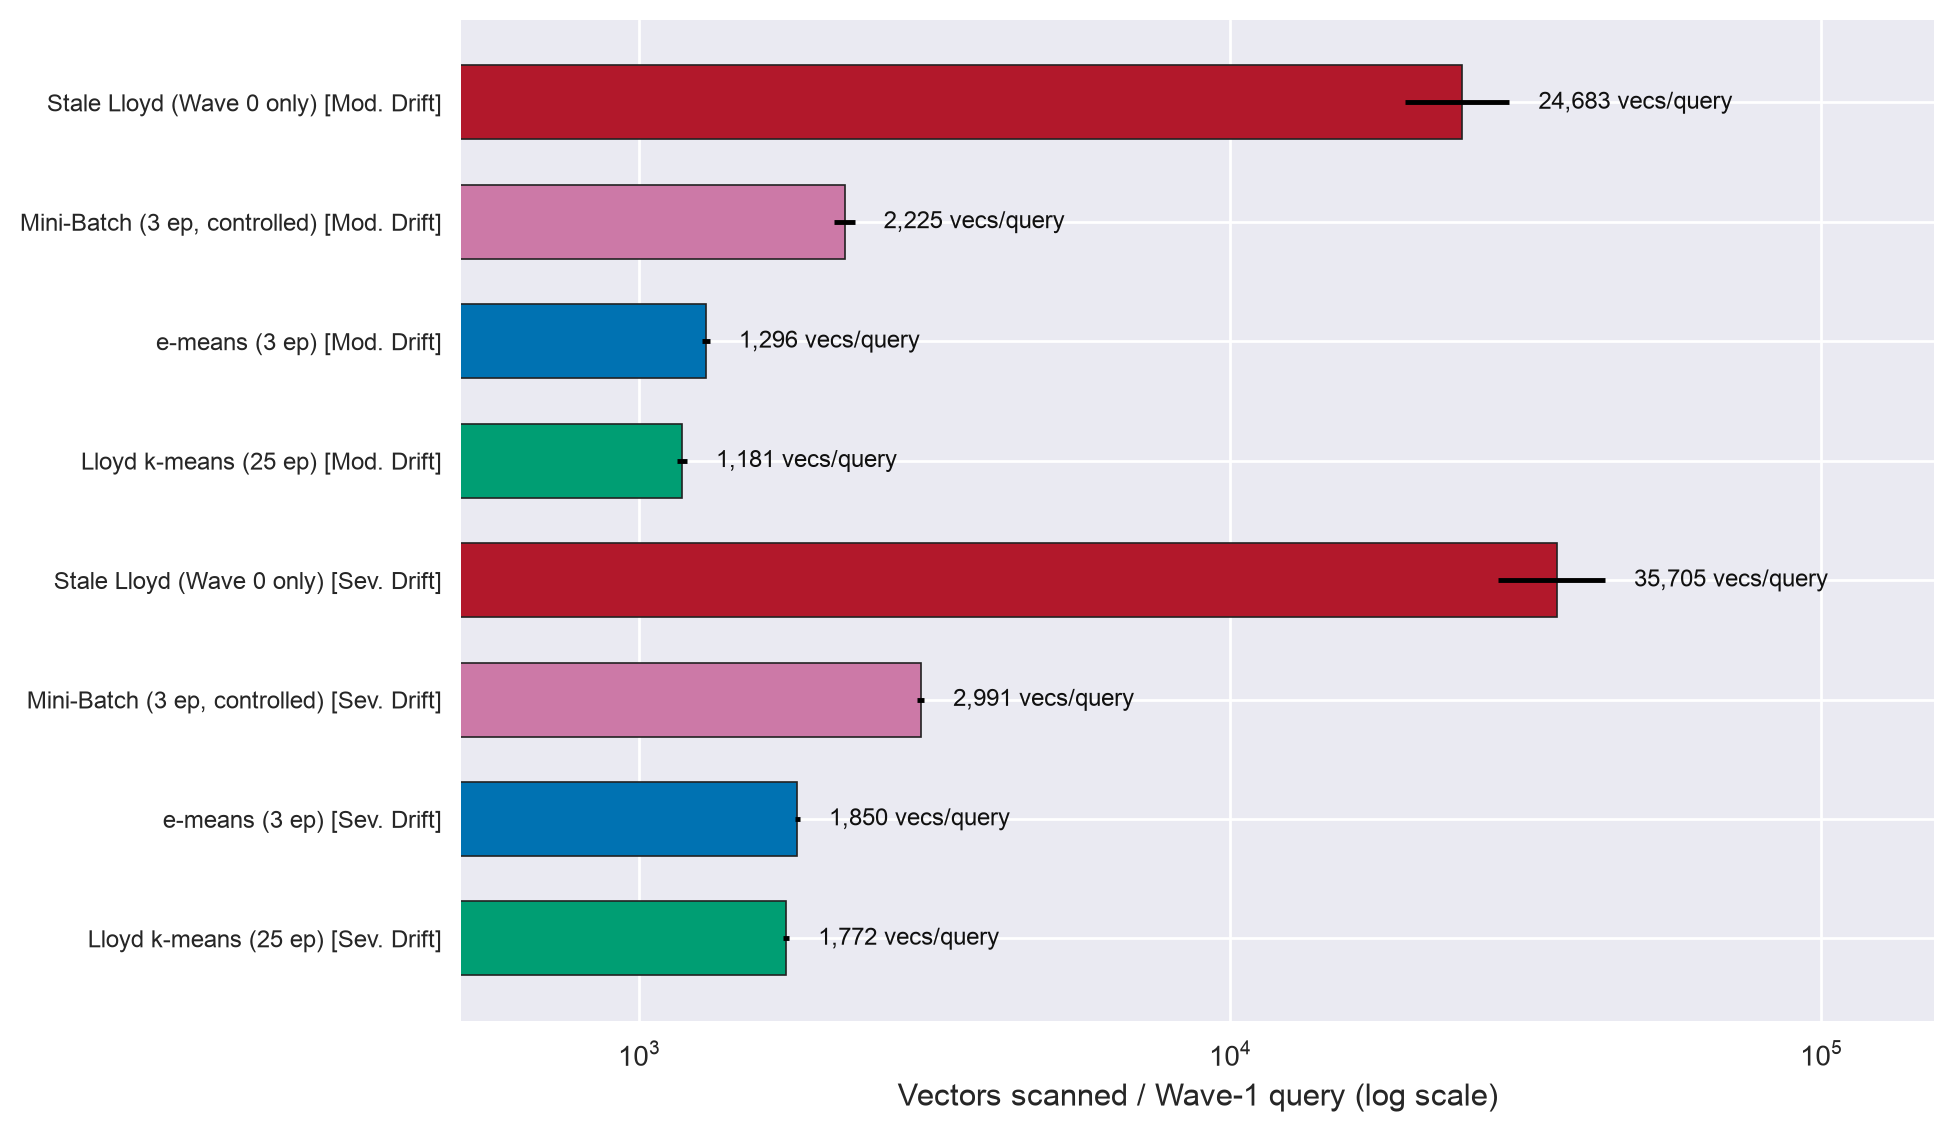 Stale Lloyd (Wave 0 only) [Mod. Drift]
24,683 vecs/query
Mini-Batch (3 ep, controlled) [Mod. Drift]
2,225 vecs/query
e-means (3 ep) [Mod. Drift]
1,296 vecs/query
Lloyd k-means (25 ep) [Mod. Drift]
1,181 vecs/query
Stale Lloyd (Wave 0 only) [Sev. Drift]
35,705 vecs/query
Mini-Batch (3 ep, controlled) [Sev. Drift]
2,991 vecs/query
e-means (3 ep) [Sev. Drift]
1,850 vecs/query
Lloyd k-means (25 ep) [Sev. Drift]
1,772 vecs/query
10³ 10⁴ 10⁵
Vectors scanned / Wave-1 query (log scale)